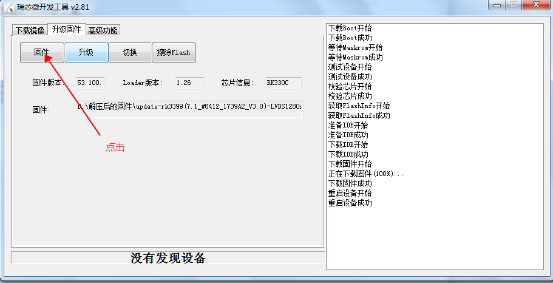 瑞芯微开发工具 v2.81
下载镜像 升级固件 高级功能
固件 升级 切换 擦除Flash
固件版本: 53.100. Loader版本: 1.26 芯片信息: RK330C
固件: D:\解压后的固件\update-rk3399(7.1_#0412_1739A2_V3.0)-LVDS1280x
点击
没有发现设备
下载Boot开始
下载Boot成功
等待Maskrom开始
等待Maskrom成功
测试设备开始
测试设备成功
校验芯片开始
校验芯片成功
获取FlashInfo开始
获取FlashInfo成功
准备IDB开始
准备IDB成功
下载IDB开始
下载IDB成功
下载固件开始
正在下载固件(100%)...
下载固件成功
重启设备开始
重启设备成功